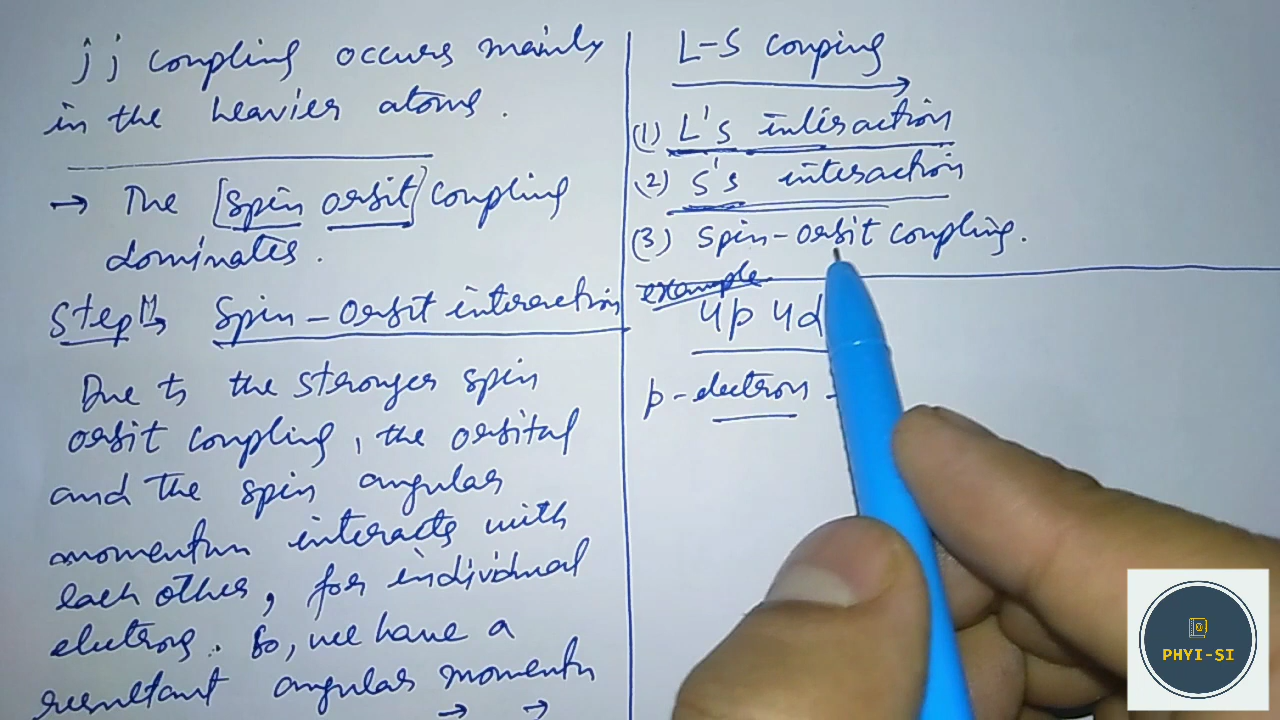 jj coupling occurs mainly
in the heavier atoms.
→ The [spin orbit] coupling
dominates.
Step 1→ Spin-orbit interaction
Due to the stronger spin
orbit coupling, the orbital
and the spin angular
momentum interacts with
each other, for individual
electrons. So, we have a
resultant angular momentu
L-S couping
(1) L's interaction
(2) S's interaction
(3) Spin-orbit coupling.
example
4p 4d
p-electron -
PHYI-SI